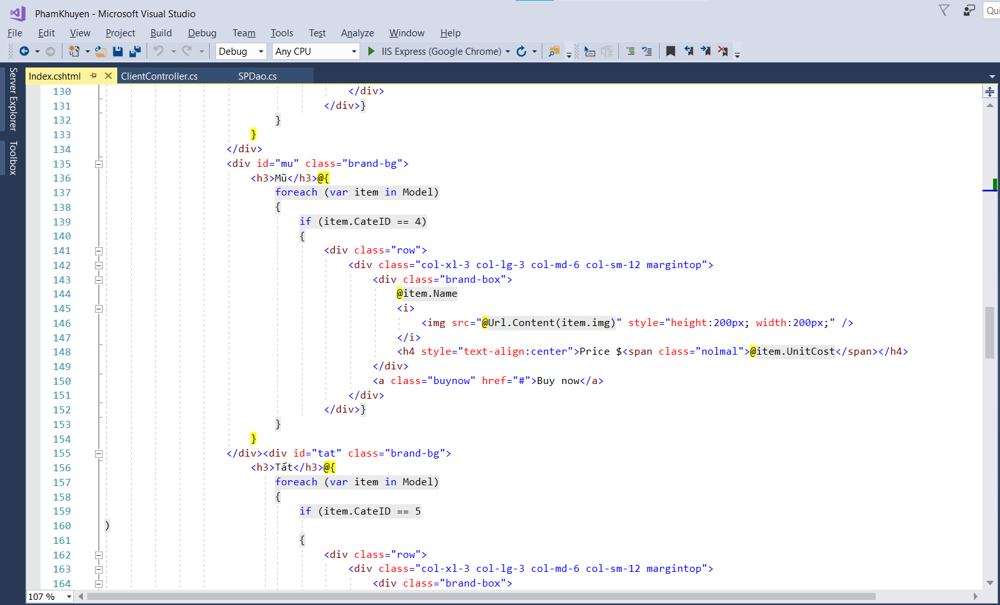 PhamKhuyen - Microsoft Visual Studio
Qui
File Edit View Project Build Debug Team Tools Test Analyze Window Help
Debug Any CPU IIS Express (Google Chrome)
Server Explorer
Toolbox
Index.cshtml ClientController.cs SPDao.cs
130 </div>
131 </div>}
132 }
133 }
134 </div>
135 <div id="mu" class="brand-bg">
136 <h3>Mũ</h3>@{
137 foreach (var item in Model)
138 {
139 if (item.CateID == 4)
140 {
141 <div class="row">
142 <div class="col-xl-3 col-lg-3 col-md-6 col-sm-12 margintop">
143 <div class="brand-box">
144 @item.Name
145 <i>
146 <img src="@Url.Content(item.img)" style="height:200px; width:200px;" />
147 </i>
148 <h4 style="text-align:center">Price $<span class="nolmal">@item.UnitCost</span></h4>
149 </div>
150 <a class="buynow" href="#">Buy now</a>
151 </div>
152 </div>}
153 }
154 }
155 </div><div id="tat" class="brand-bg">
156 <h3>Tất</h3>@{
157 foreach (var item in Model)
158 {
159 if (item.CateID == 5
160 )
161 {
162 <div class="row">
163 <div class="col-xl-3 col-lg-3 col-md-6 col-sm-12 margintop">
164 <div class="brand-box">
107 %